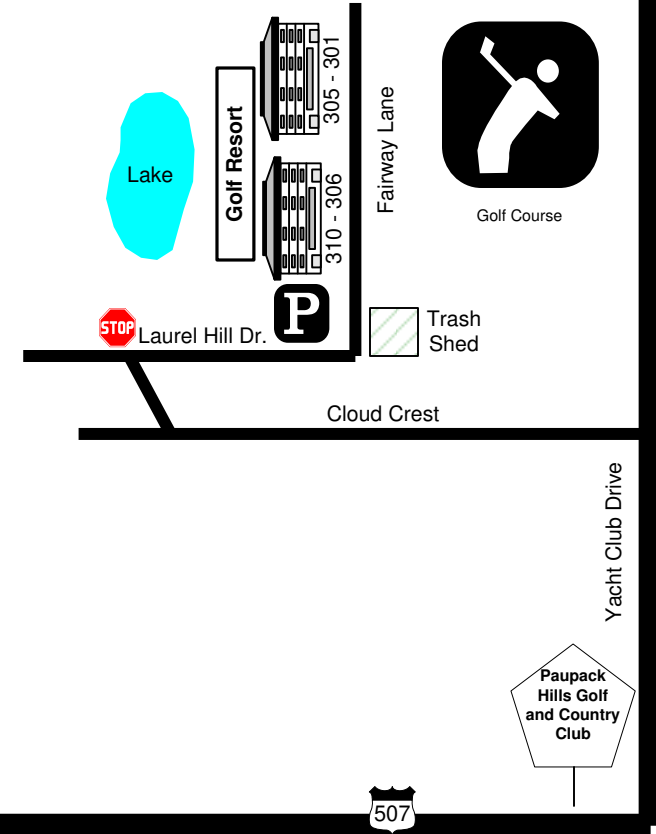 305 - 301
Golf Resort
Lake
Fairway Lane
310 - 306
Golf Course
P
STOP
Laurel Hill Dr.
Trash
Shed
Cloud Crest
Yacht Club Drive
Paupack
Hills Golf
and Country
Club
507